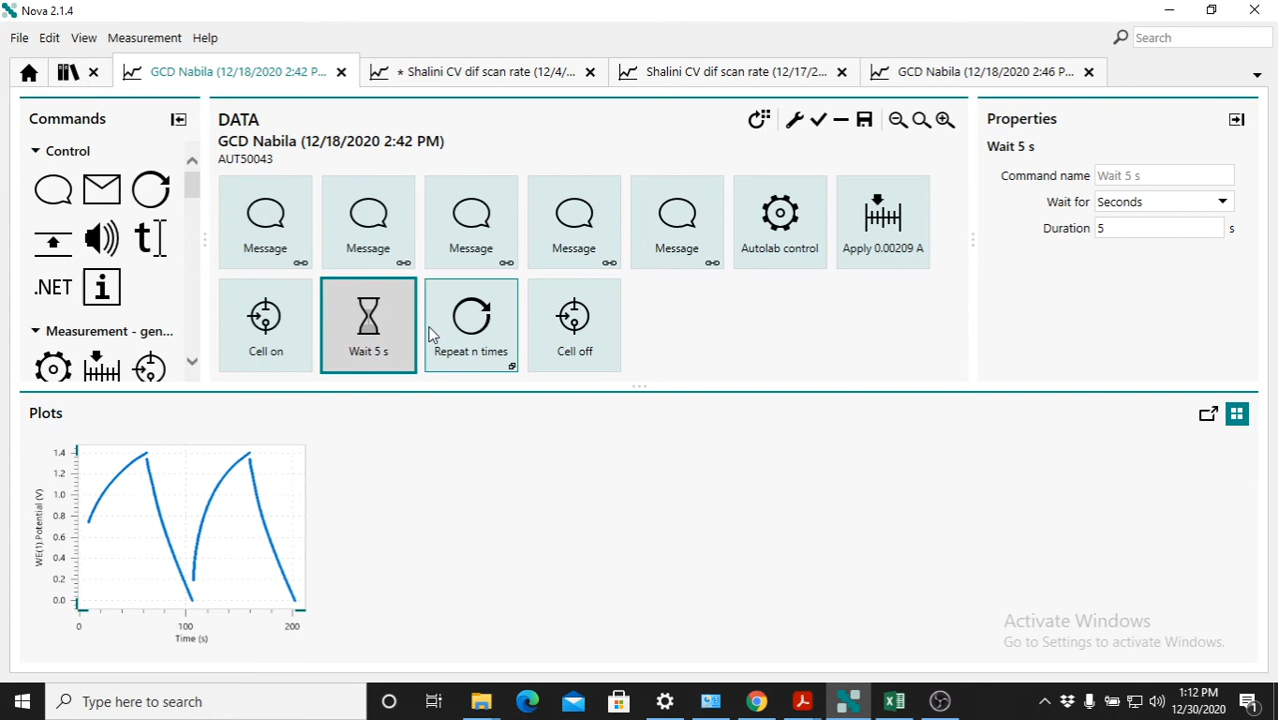 Nova 2.1.4
File Edit View Measurement Help
Search
GCD Nabila (12/18/2020 2:42 P...
* Shalini CV dif scan rate (12/4/...
Shalini CV dif scan rate (12/17/2...
GCD Nabila (12/18/2020 2:46 P...
Commands
Control
.NET
Measurement - gen...
DATA
GCD Nabila (12/18/2020 2:42 PM)
AUT50043
Message Message Message Message Message Autolab control Apply 0.00209 A
Cell on Wait 5 s Repeat n times Cell off
Properties
Wait 5 s
Command name Wait 5 s
Wait for Seconds
Duration 5 s
Plots
WE(1).Potential (V)
1.4
1.2
1.0
0.8
0.6
0.4
0.2
0.0
0 100 200
Time (s)
Activate Windows
Go to Settings to activate Windows.
Type here to search
1:12 PM
12/30/2020
1